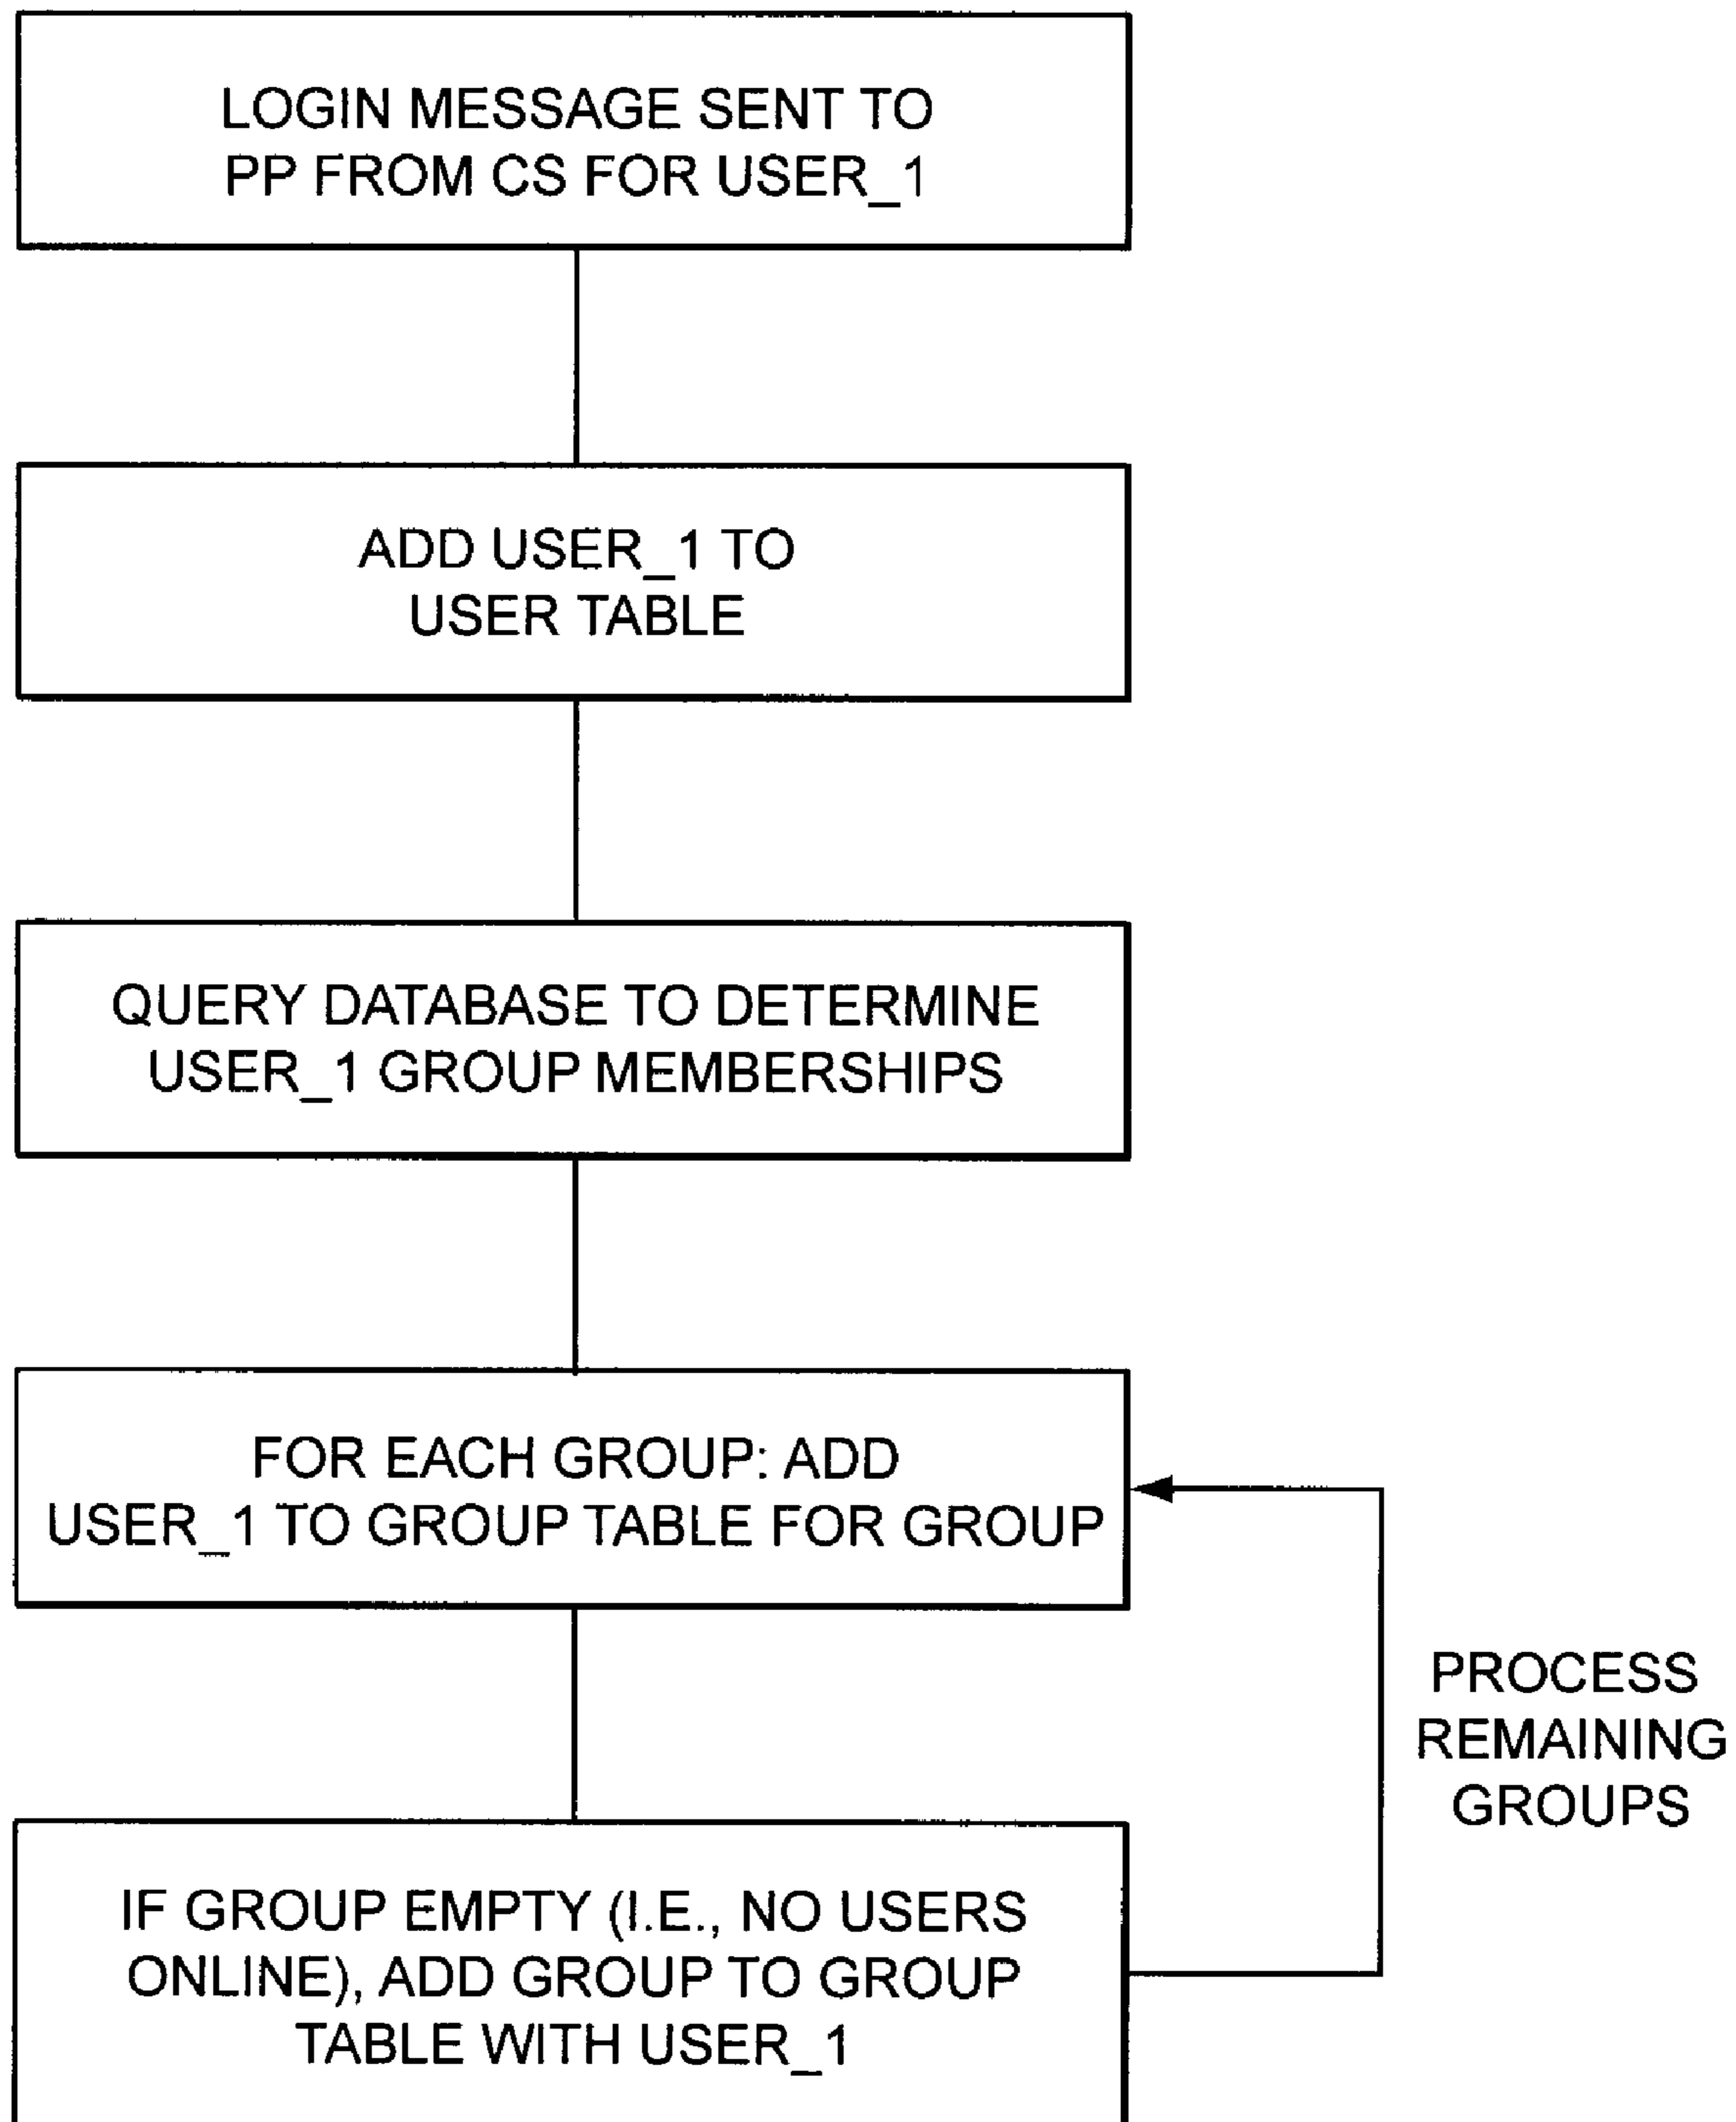 LOGIN MESSAGE SENT TO
PP FROM CS FOR USER_1
ADD USER_1 TO
USER TABLE
QUERY DATABASE TO DETERMINE
USER_1 GROUP MEMBERSHIPS
FOR EACH GROUP: ADD
USER_1 TO GROUP TABLE FOR GROUP
PROCESS
REMAINING
GROUPS
IF GROUP EMPTY (I.E., NO USERS
ONLINE), ADD GROUP TO GROUP
TABLE WITH USER_1